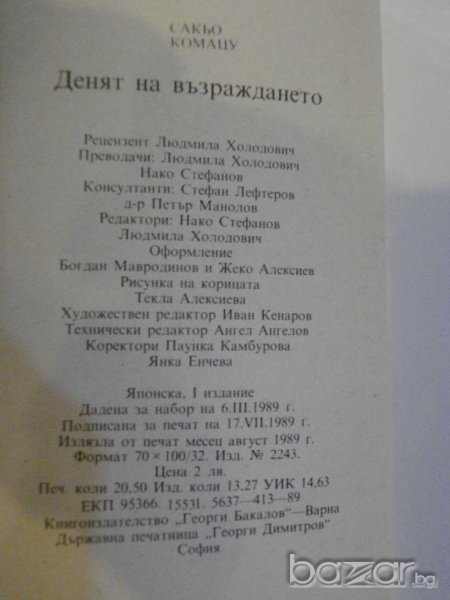 САКЬО
КОМАЦУ
Денят на възраждането
Рецензент Людмила Холодович
Преводачи: Людмила Холодович
Нако Стефанов
Консултанти: Стефан Лефтеров
д-р Петър Манолов
Редактори: Нако Стефанов
Людмила Холодович
Оформление
Богдан Мавродинов и Жеко Алексиев
Рисунка на корицата
Текла Алексиева
Художествен редактор Иван Кенаров
Технически редактор Ангел Ангелов
Коректори Паунка Камбурова
Янка Енчева
Японска, I издание
Дадена за набор на 6.III.1989 г.
Подписана за печат на 17.VII.1989 г.
Излязла от печат месец август 1989 г.
Формат 70×100/32. Изд. № 2243.
Цена 2 лв.
Печ. коли 20,50 Изд. коли 13,27 УИК 14,63
ЕКП 95366. 15531. 5637—413—89
Книгоиздателство „Георги Бакалов"—Варна
Държавна печатница „Георги Димитров"
София
bazar.bg